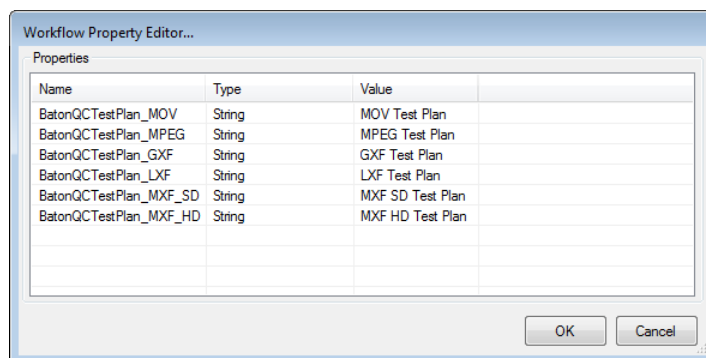 Workflow Property Editor...
Properties
Name Type Value
BatonQCTestPlan_MOV String MOV Test Plan
BatonQCTestPlan_MPEG String MPEG Test Plan
BatonQCTestPlan_GXF String GXF Test Plan
BatonQCTestPlan_LXF String LXF Test Plan
BatonQCTestPlan_MXF_SD String MXF SD Test Plan
BatonQCTestPlan_MXF_HD String MXF HD Test Plan
OK Cancel